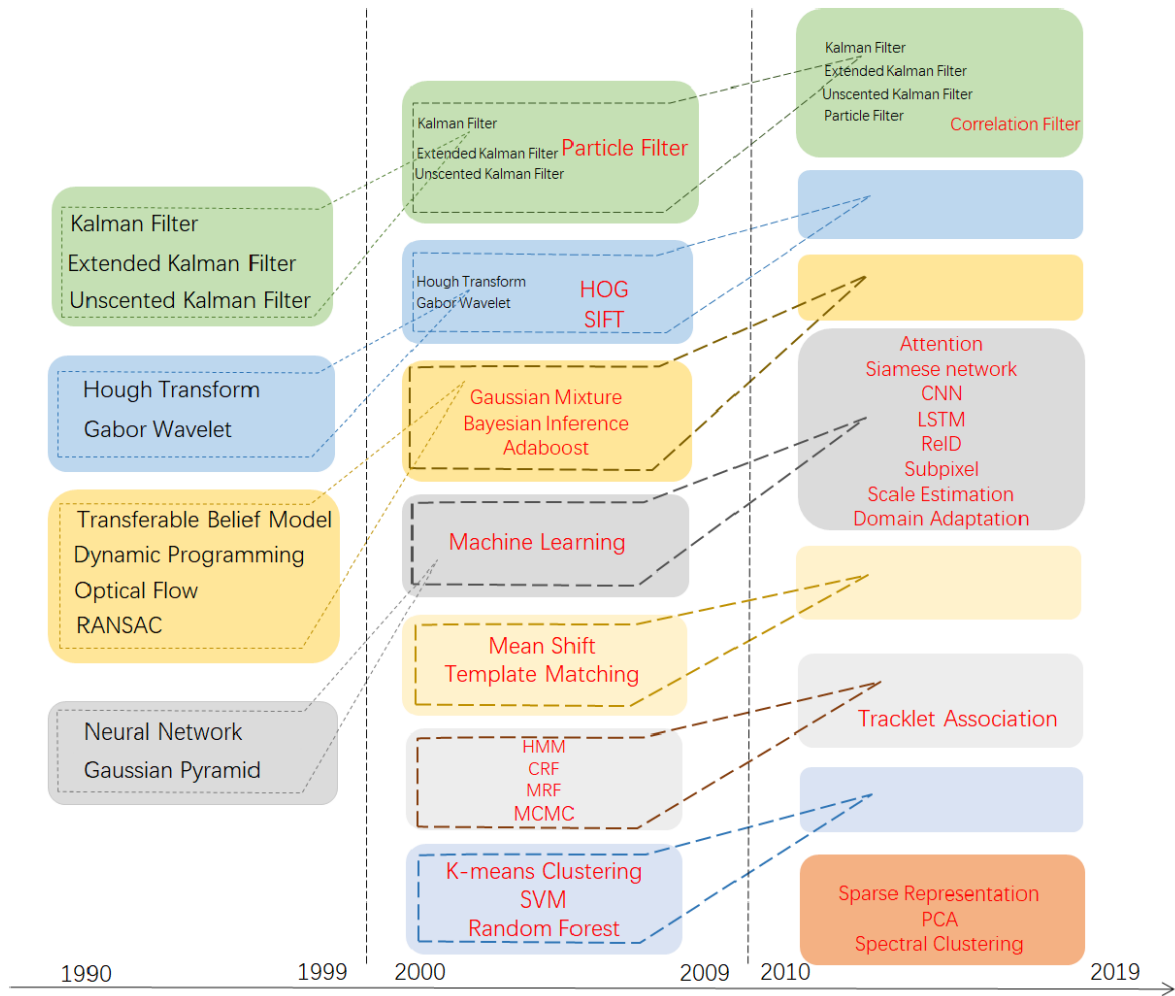 Kalman Filter
Extended Kalman Filter
Unscented Kalman Filter
Hough Transform
Gabor Wavelet
Transferable Belief Model
Dynamic Programming
Optical Flow
RANSAC
Neural Network
Gaussian Pyramid
Kalman Filter
Extended Kalman Filter
Unscented Kalman Filter
Particle Filter
Hough Transform
Gabor Wavelet
HOG
SIFT
Gaussian Mixture
Bayesian Inference
Adaboost
Machine Learning
Mean Shift
Template Matching
HMM
CRF
MRF
MCMC
K-means Clustering
SVM
Random Forest
Kalman Filter
Extended Kalman Filter
Unscented Kalman Filter
Particle Filter
Correlation Filter
Attention
Siamese network
CNN
LSTM
ReID
Subpixel
Scale Estimation
Domain Adaptation
Tracklet Association
Sparse Representation
PCA
Spectral Clustering
1990 1999 2000 2009 2010 2019